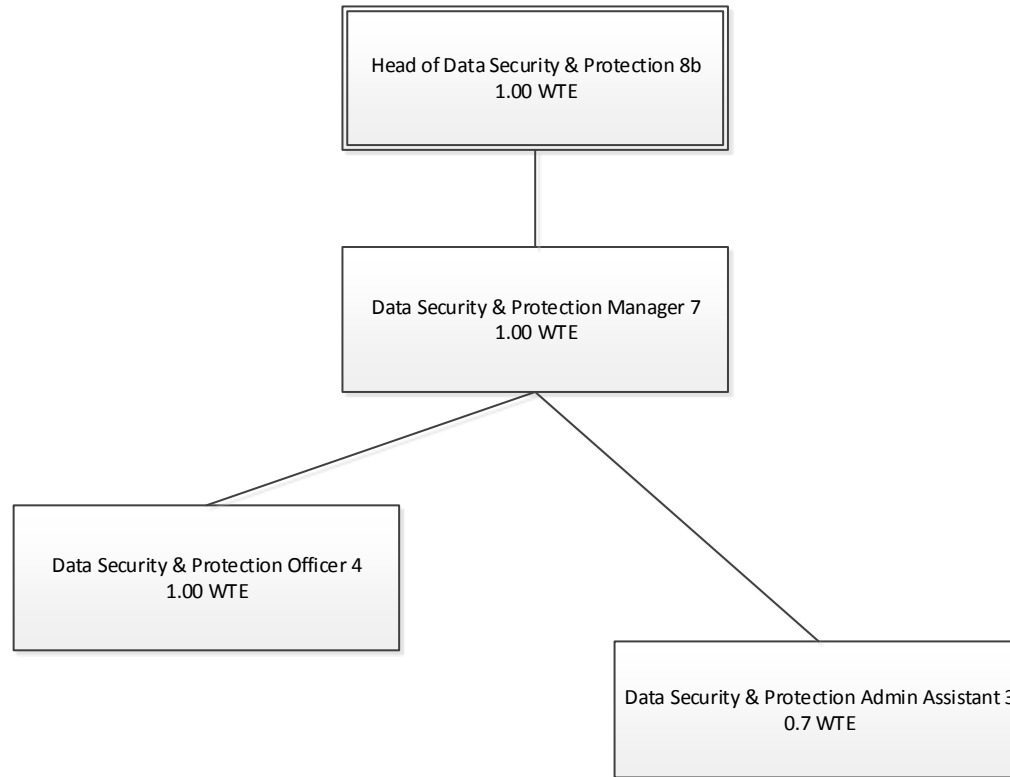 Head of Data Security & Protection 8b
1.00 WTE
Data Security & Protection Manager 7
1.00 WTE
Data Security & Protection Officer 4
1.00 WTE
Data Security & Protection Admin Assistant 3
0.7 WTE